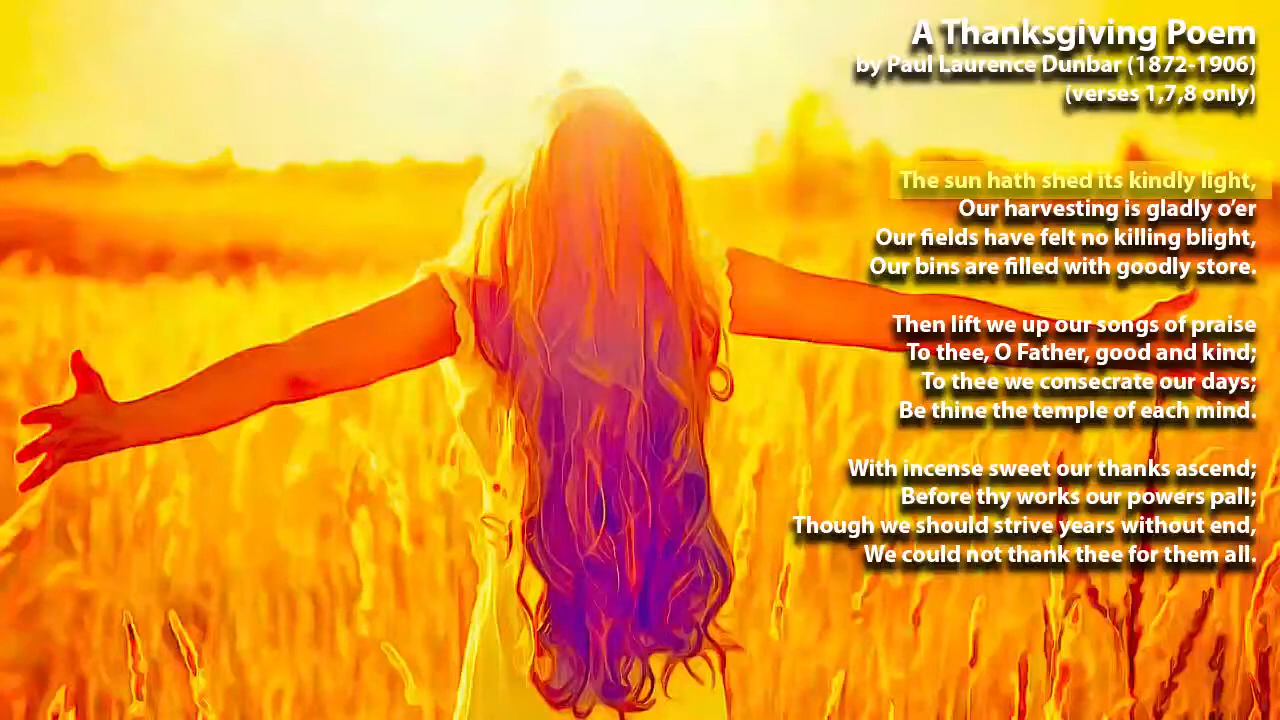 A Thanksgiving Poem
by Paul Laurence Dunbar (1872-1906)
(verses 1,7,8 only)
The sun hath shed its kindly light,
Our harvesting is gladly o’er
Our fields have felt no killing blight,
Our bins are filled with goodly store.
Then lift we up our songs of praise
To thee, O Father, good and kind;
To thee we consecrate our days;
Be thine the temple of each mind.
With incense sweet our thanks ascend;
Before thy works our powers pall;
Though we should strive years without end,
We could not thank thee for them all.